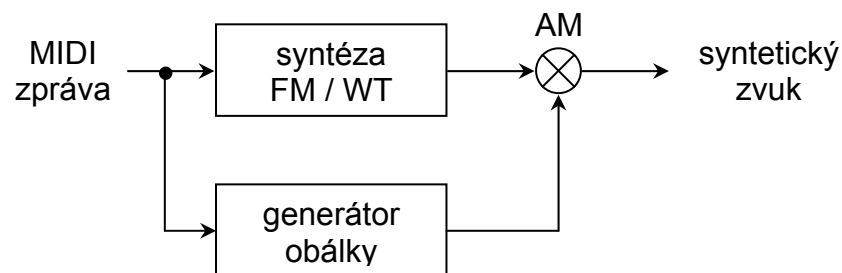 AM
MIDI
zpráva
syntéza
FM / WT
syntetický
zvuk
generátor
obálky